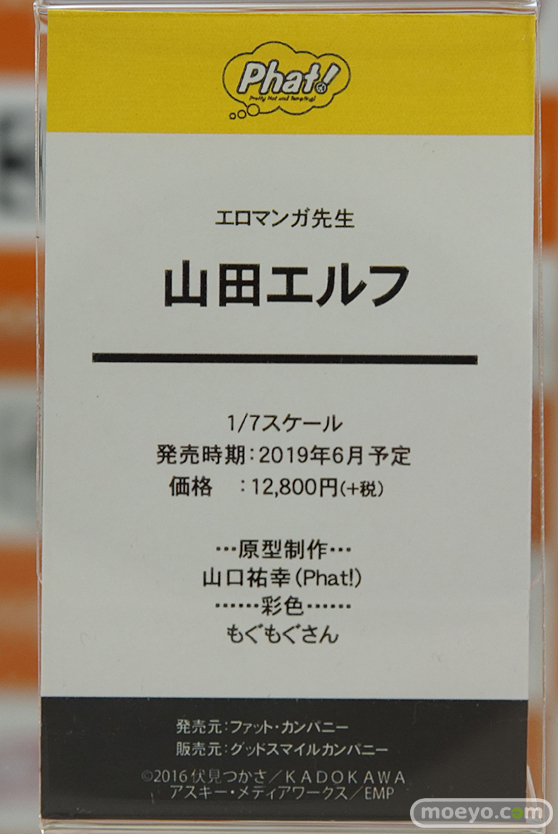 Phat!
Pretty Hot and Tempting!
エロマンガ先生
山田エルフ
1/7スケール
発売時期：2019年6月予定
価格　：12,800円(+税)
…原型制作…
山口祐幸(Phat!)
……彩色……
もぐもぐさん
発売元：ファット・カンパニー
販売元：グッドスマイルカンパニー
©2016 伏見つかさ／KADOKAWA
アスキー・メディアワークス／EMP
moeyo.com